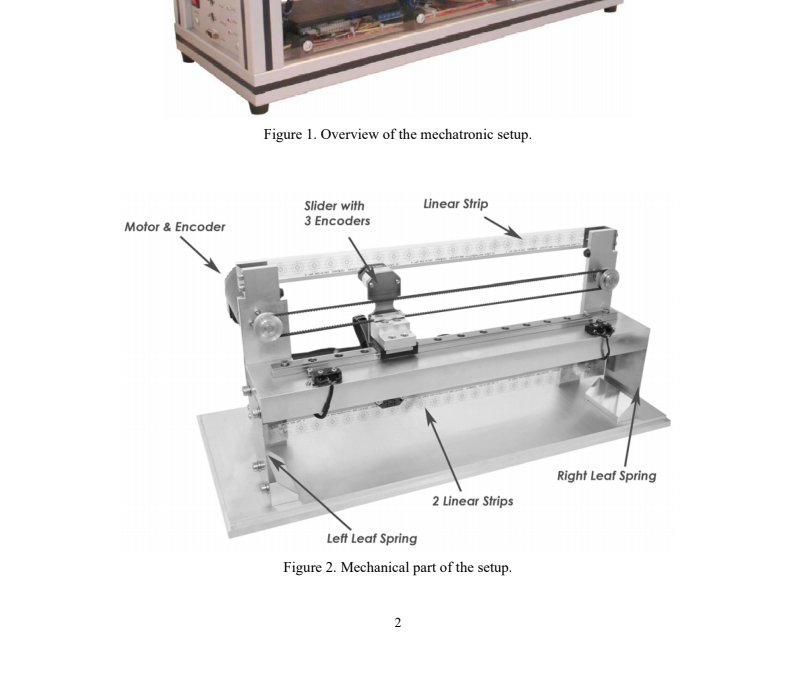 Figure 1. Overview of the mechatronic setup.
Slider with
3 Encoders
Linear Strip
Motor & Encoder
Right Leaf Spring
2 Linear Strips
Left Leaf Spring
Figure 2. Mechanical part of the setup.
2